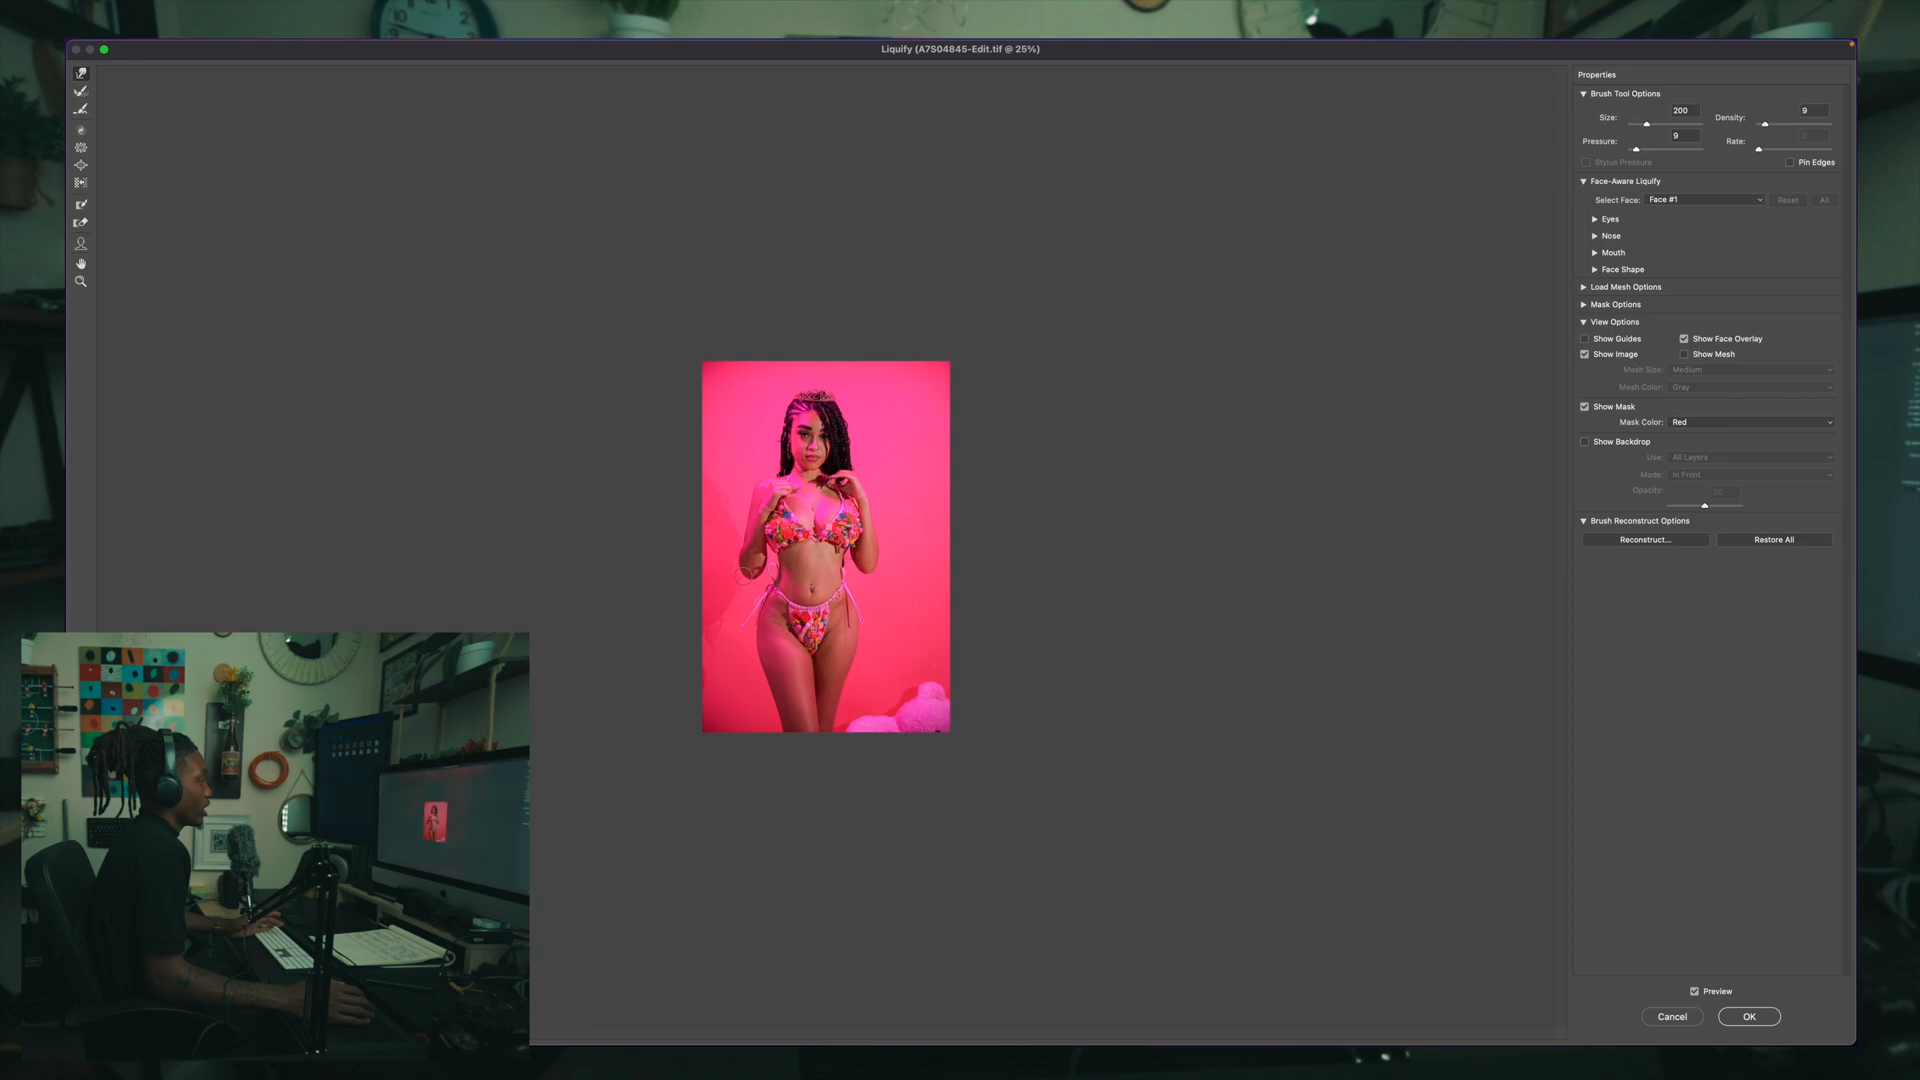 Liquify (A7S04845-Edit.tif @ 25%)
Properties
Brush Tool Options
Size: 200
Density: 9
Pressure: 9
Rate: 0
Stylus Pressure
Pin Edges
Face-Aware Liquify
Select Face: Face #1
Reset
All
Eyes
Nose
Mouth
Face Shape
Load Mesh Options
Mask Options
View Options
Show Guides
Show Face Overlay
Show Image
Show Mesh
Mesh Size: Medium
Mesh Color: Gray
Show Mask
Mask Color: Red
Show Backdrop
Use: All Layers
Mode: In Front
Opacity: 50
Brush Reconstruct Options
Reconstruct...
Restore All
Preview
Cancel
OK